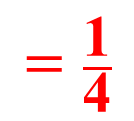 = 1/4